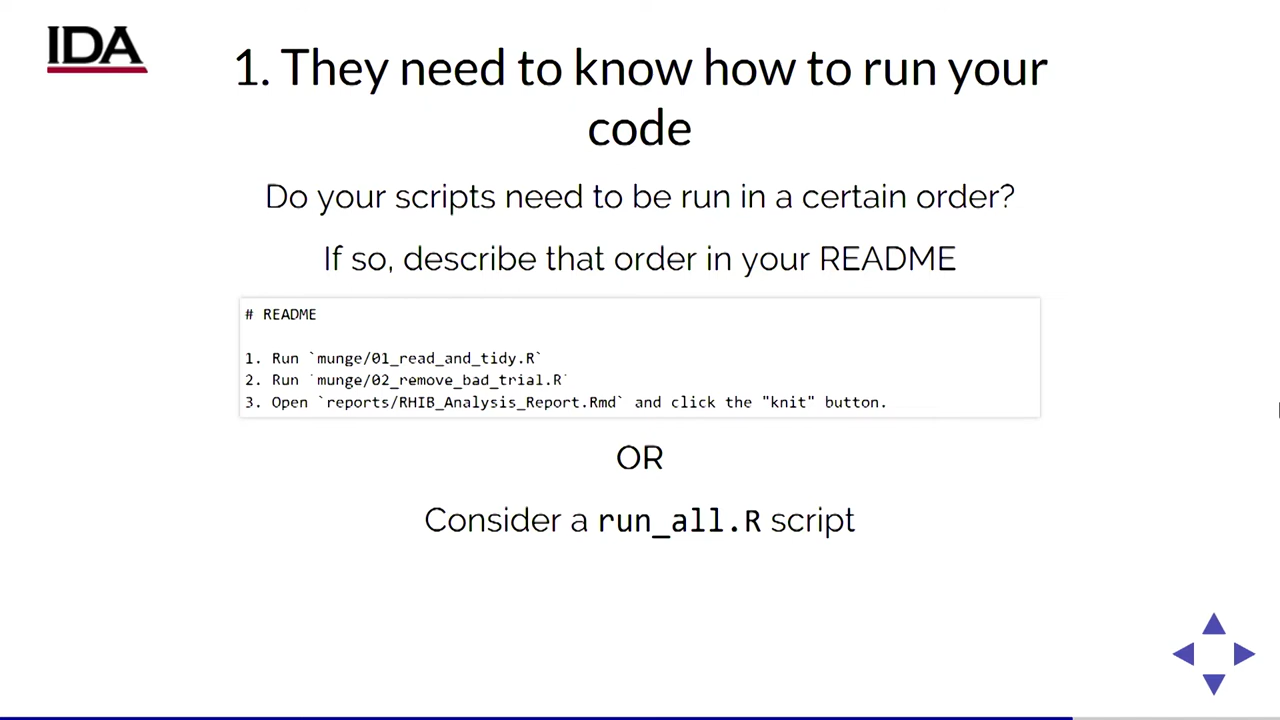 IDA
1. They need to know how to run your
code
Do your scripts need to be run in a certain order?
If so, describe that order in your README
# README
1. Run `munge/01_read_and_tidy.R`
2. Run `munge/02_remove_bad_trial.R`
3. Open `reports/RHIB_Analysis_Report.Rmd` and click the "knit" button.
OR
Consider a run_all.R script